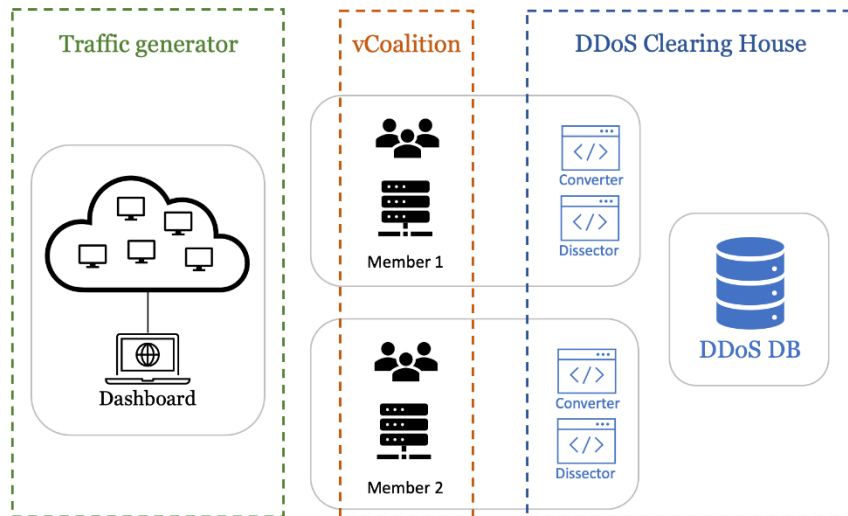 Traffic generator
vCoalition
DDoS Clearing House
Dashboard
Member 1
</>
Converter
</>
Dissector
Member 2
</>
Converter
</>
Dissector
DDoS DB